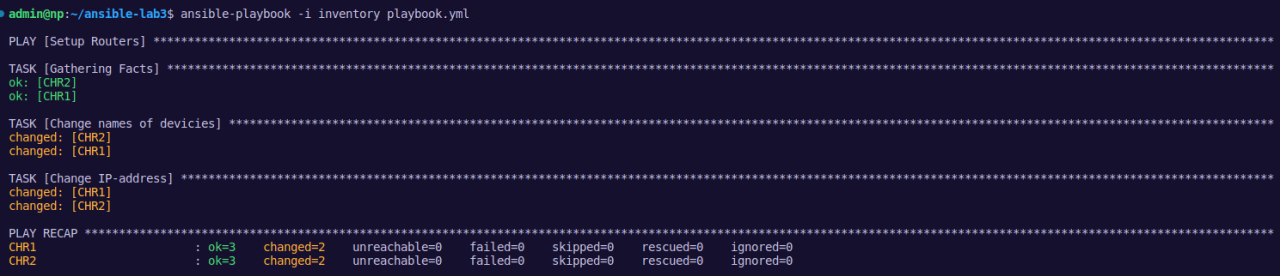 admin@np:~/ansible-lab3$ ansible-playbook -i inventory playbook.yml
PLAY [Setup Routers] ******************************************************************************************************************************************************************
TASK [Gathering Facts] ****************************************************************************************************************************************************************
ok: [CHR2]
ok: [CHR1]
TASK [Change names of devicies] *******************************************************************************************************************************************************
changed: [CHR2]
changed: [CHR1]
TASK [Change IP-address] **************************************************************************************************************************************************************
changed: [CHR1]
changed: [CHR2]
PLAY RECAP ****************************************************************************************************************************************************************************
CHR1                       : ok=3    changed=2    unreachable=0    failed=0    skipped=0    rescued=0    ignored=0
CHR2                       : ok=3    changed=2    unreachable=0    failed=0    skipped=0    rescued=0    ignored=0